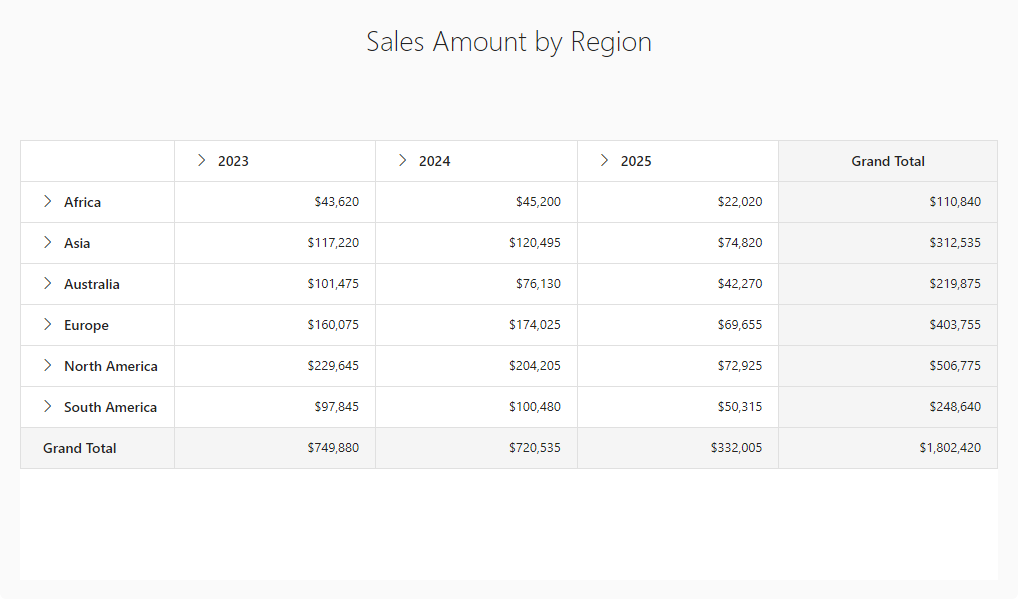 Sales Amount by Region
2023 2024 2025 Grand Total
Africa $43,620 $45,200 $22,020 $110,840
Asia $117,220 $120,495 $74,820 $312,535
Australia $101,475 $76,130 $42,270 $219,875
Europe $160,075 $174,025 $69,655 $403,755
North America $229,645 $204,205 $72,925 $506,775
South America $97,845 $100,480 $50,315 $248,640
Grand Total $749,880 $720,535 $332,005 $1,802,420